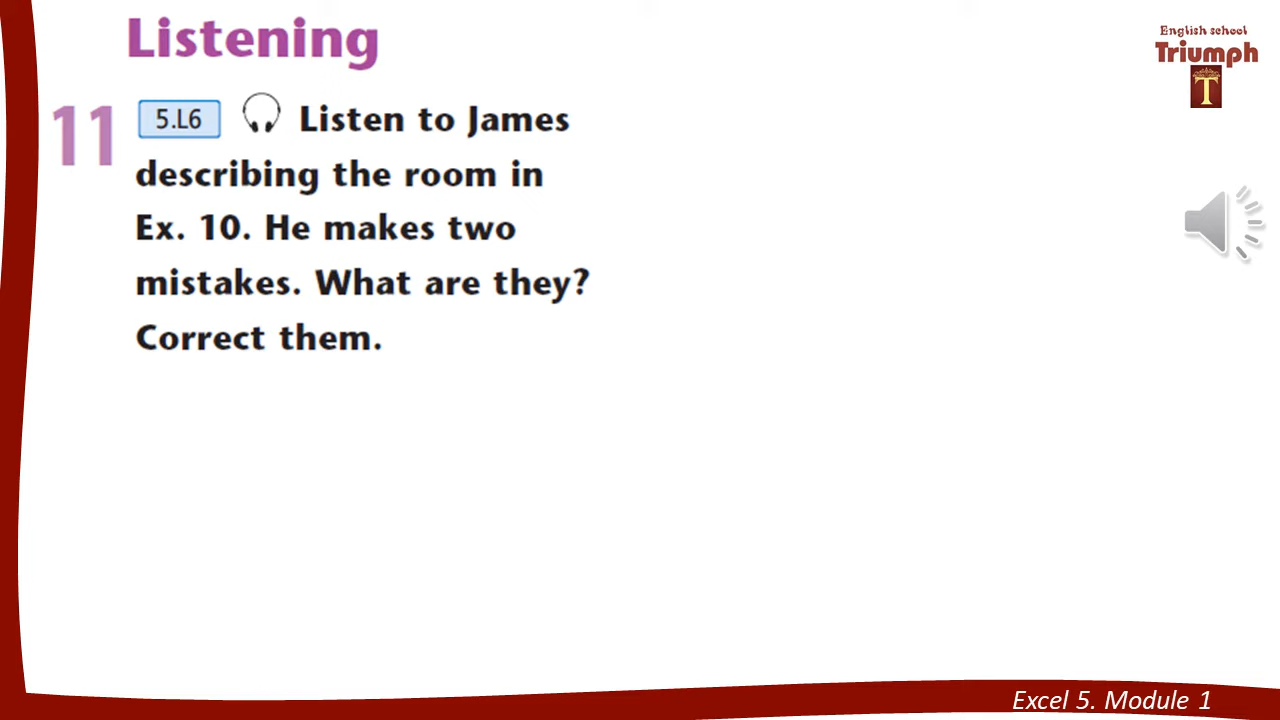 Listening
English school
Triumph
T
11 5.L6 Listen to James
describing the room in
Ex. 10. He makes two
mistakes. What are they?
Correct them.
Excel 5. Module 1